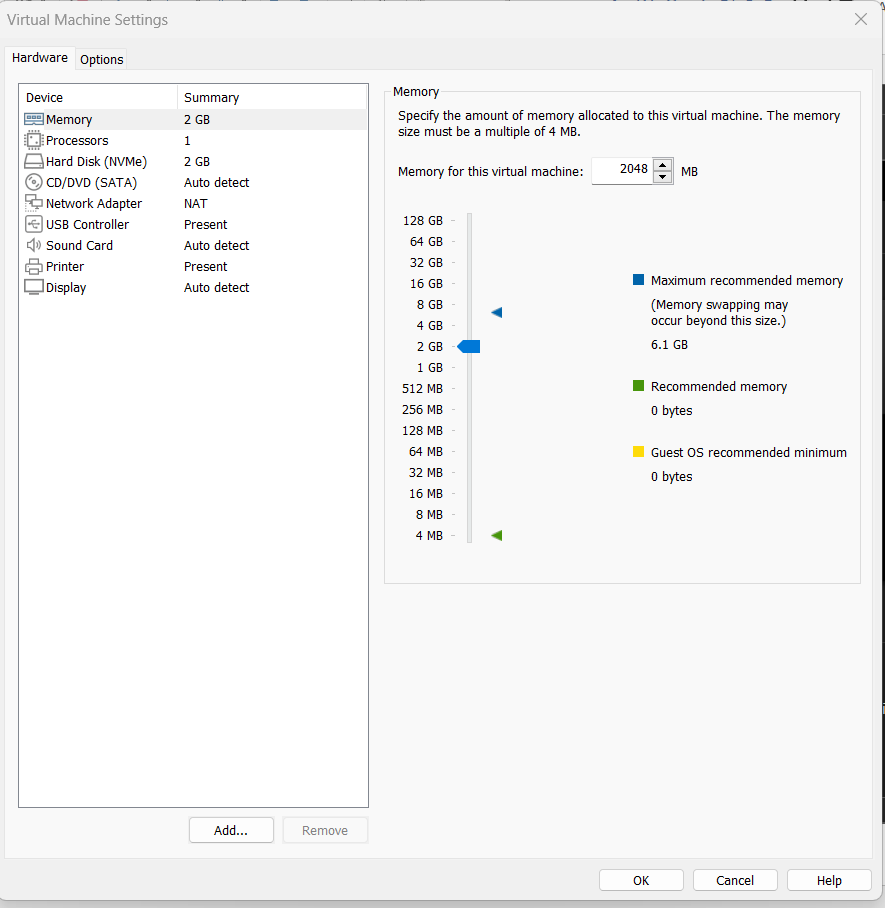 Virtual Machine Settings
Hardware
Options
Device Summary
Memory 2 GB
Processors 1
Hard Disk (NVMe) 2 GB
CD/DVD (SATA) Auto detect
Network Adapter NAT
USB Controller Present
Sound Card Auto detect
Printer Present
Display Auto detect
Add...
Remove
Memory
Specify the amount of memory allocated to this virtual machine. The memory
size must be a multiple of 4 MB.
Memory for this virtual machine: 2048 MB
128 GB
64 GB
32 GB
16 GB
8 GB
4 GB
2 GB
1 GB
512 MB
256 MB
128 MB
64 MB
32 MB
16 MB
8 MB
4 MB
Maximum recommended memory
(Memory swapping may
occur beyond this size.)
6.1 GB
Recommended memory
0 bytes
Guest OS recommended minimum
0 bytes
OK
Cancel
Help